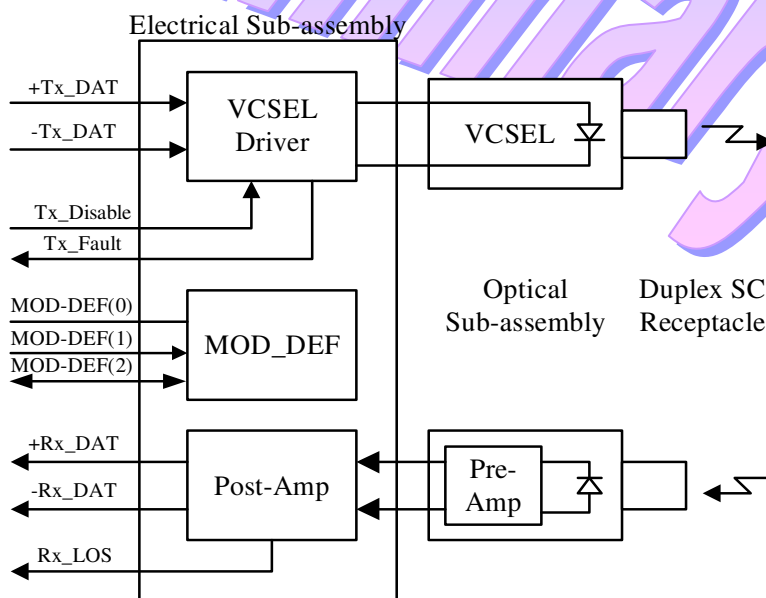 Electrical Sub-assembly
+Tx_DAT
-Tx_DAT
VCSEL
Driver
VCSEL
Tx_Disable
Tx_Fault
MOD-DEF(0)
MOD-DEF(1)
MOD-DEF(2)
MOD_DEF
Optical
Sub-assembly
Duplex SC
Receptacle
+Rx_DAT
-Rx_DAT
Post-Amp
Pre-
Amp
Rx_LOS